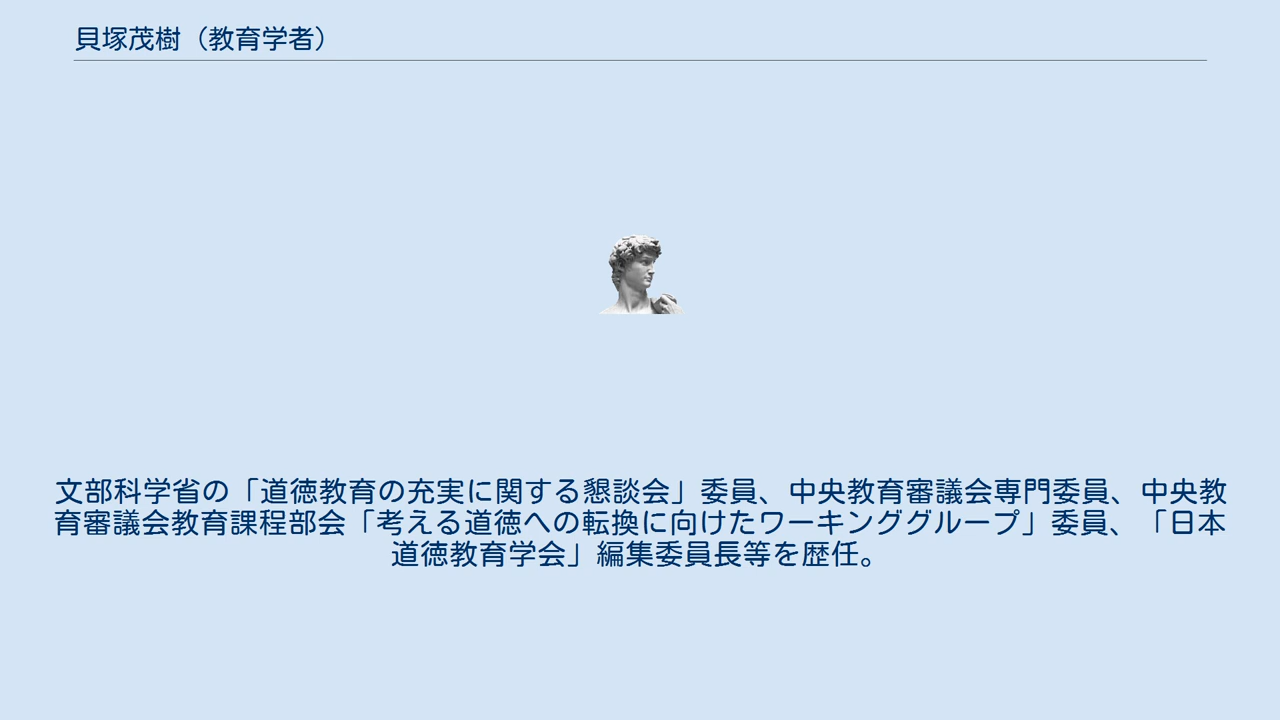 貝塚茂樹（教育学者）
文部科学省の「道徳教育の充実に関する懇談会」委員、中央教育審議会専門委員、中央教
育審議会教育課程部会「考える道徳への転換に向けたワーキンググループ」委員、「日本
道徳教育学会」編集委員長等を歴任。